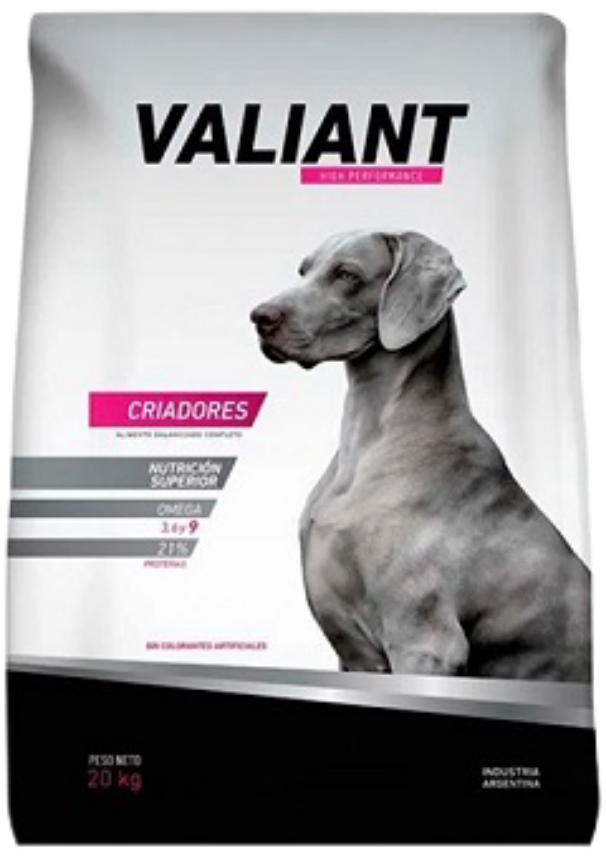 VALIANT
HIGH PERFORMANCE
CRIADORES
ALIMENTO BALANCEADO COMPLETO
NUTRICIÓN
SUPERIOR
OMEGA
3,6 y 9
21%
PROTEÍNAS
SIN COLORANTES ARTIFICIALES
PESO NETO
20 kg
INDUSTRIA
ARGENTINA